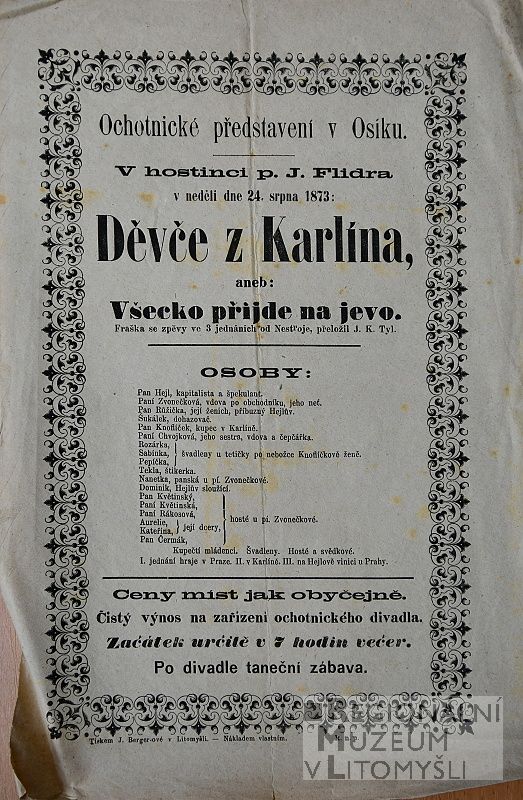 Ochotnické představení v Osíku.
V hostinci p. J. Flidra
v neděli dne 24. srpna 1873:
Děvče z Karlína,
aneb:
Všecko přijde na jevo.
Fraška se zpěvy ve 3 jednáních od Nestroje, přeložil J. K. Tyl.
OSOBY:
Pan Hejl, kapitalista a špekulant.
Paní Zvonečková, vdova po obchodníku, jeho neť.
Pan Růžička, její ženich, příbuzný Hejlův.
Sukálek, dohazovač.
Pan Knoflíček, kupec v Karlíně.
Paní Chvojková, jeho sestra, vdova a čepčářka.
Rozárka,
Sabinka, švadleny u tetičky po nebožce Knoflíčkově ženě.
Pepička,
Tekla, štikerka.
Nanetka, panská u pí. Zvonečkové.
Dominik, Hejlův sloužící.
Pan Květinský,
Paní Květinská,
Paní Rákosová,
Aurelie,
Kateřina, její dcery, hosté u pí. Zvonečkové.
Pan Čermák,
Kupečtí mládenci. Švadleny. Hosté a svědkové.
I. jednání hraje v Praze. II. v Karlíně. III. na Hejlově vinici u Prahy.
Ceny míst jak obyčejně.
Čistý výnos na zařízení ochotnického divadla.
Začátek určitě v 7 hodin večer.
Po divadle taneční zábava.
Tiskem J. Berger-ové v Litomyšli. — Nákladem vlastním.
REGIONÁLNÍ
MUZEUM
V LITOMYŠLI